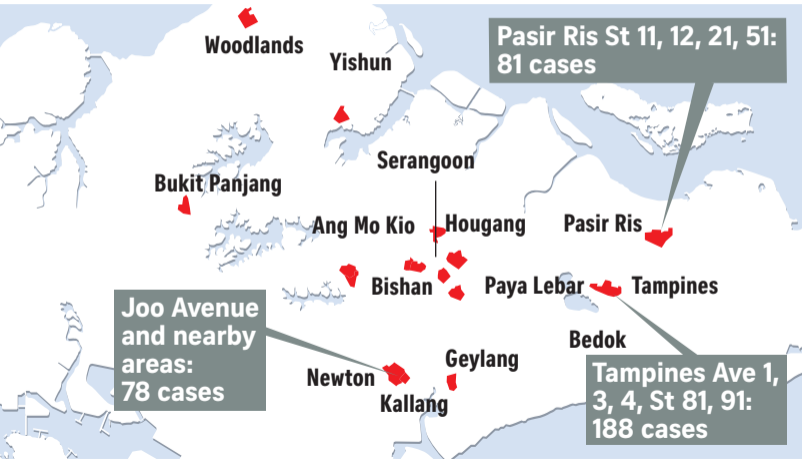 Woodlands
Yishun
Pasir Ris St 11, 12, 21, 51:
81 cases
Serangoon
Bukit Panjang
Ang Mo Kio
Hougang
Pasir Ris
Bishan
Paya Lebar
Tampines
Joo Avenue
and nearby
areas:
78 cases
Bedok
Newton
Geylang
Kallang
Tampines Ave 1,
3, 4, St 81, 91:
188 cases